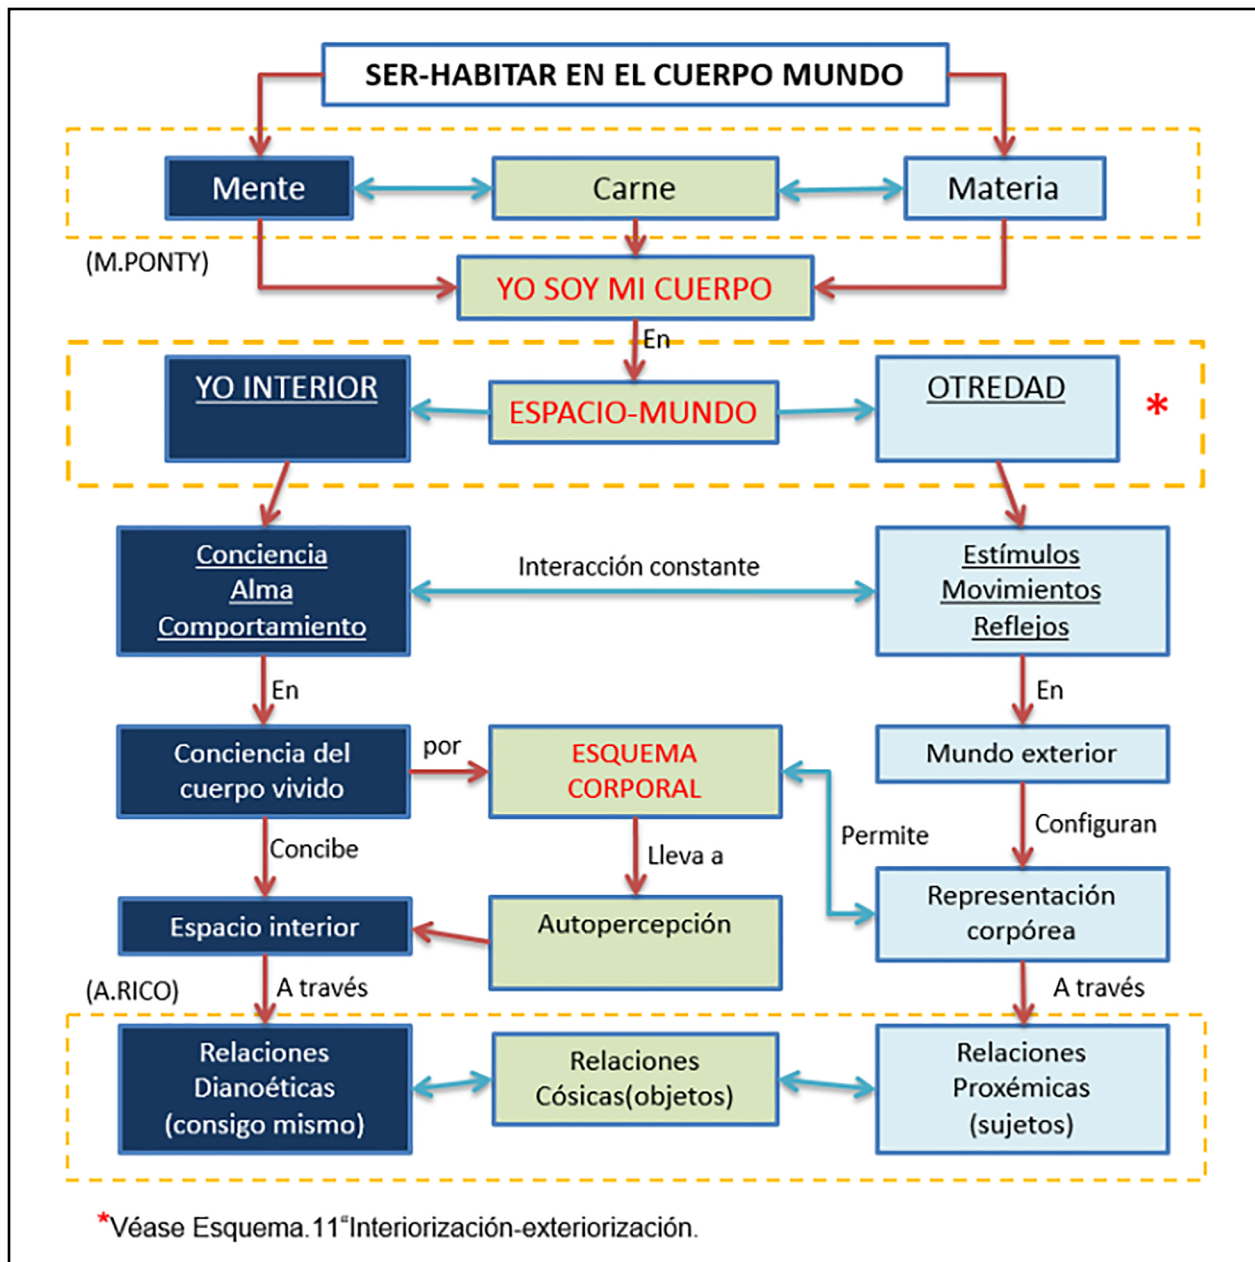 SER-HABITAR EN EL CUERPO MUNDO
Mente
Carne
Materia
(M.PONTY)
YO SOY MI CUERPO
En
YO INTERIOR
ESPACIO-MUNDO
OTREDAD
*
Conciencia
Alma
Comportamiento
Interacción constante
Estímulos
Movimientos
Reflejos
En
En
Conciencia del
cuerpo vivido
por
ESQUEMA
CORPORAL
Mundo exterior
Concibe
Lleva a
Permite
Configuran
Espacio interior
Autopercepción
Representación
corpórea
(A.RICO)
A través
A través
Relaciones
Dianoéticas
(consigo mismo)
Relaciones
Cósicas(objetos)
Relaciones
Proxémicas
(sujetos)
*Véase Esquema.11“Interiorización-exteriorización.